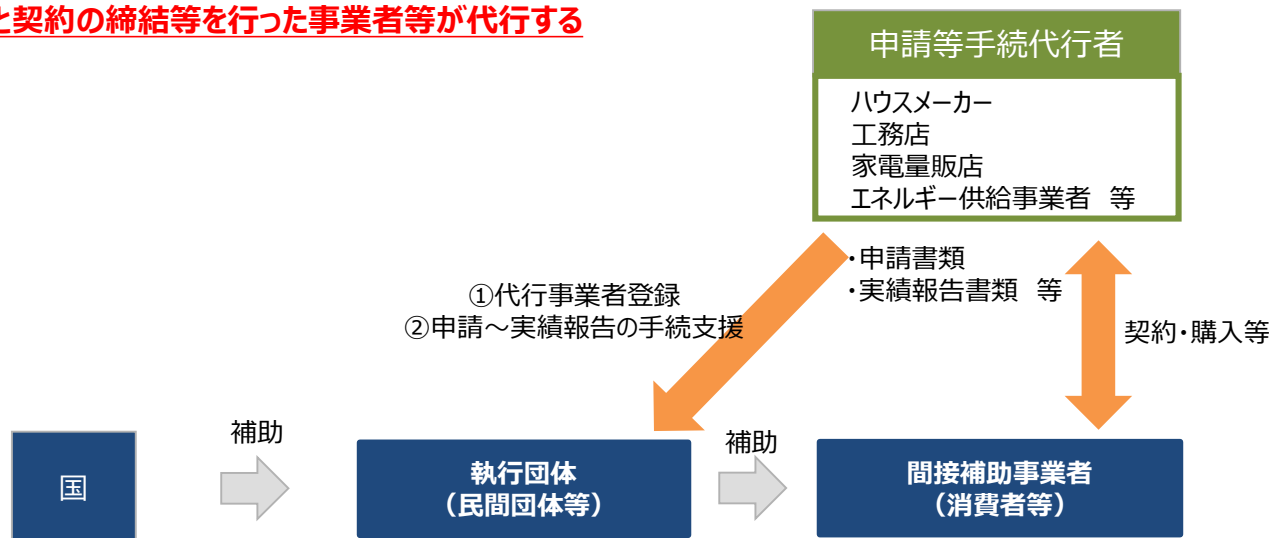 と契約の締結等を行った事業者等が代行する
申請等手続代行者
ハウスメーカー
工務店
家電量販店
エネルギー供給事業者 等
・申請書類
・実績報告書類 等
①代行事業者登録
②申請~実績報告の手続支援
契約・購入等
補助
補助
国
執行団体
（民間団体等）
間接補助事業者
（消費者等）